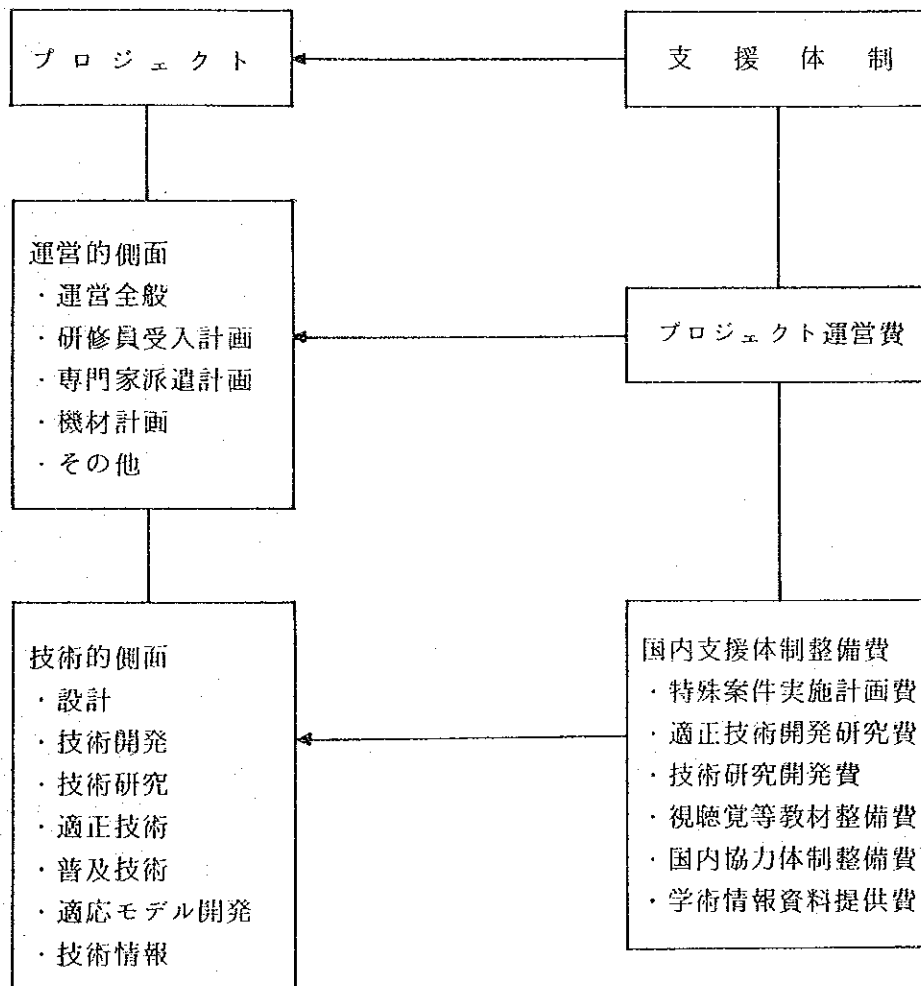 プロジェクト
支援体制
運営的側面
・運営全般
・研修員受入計画
・専門家派遣計画
・機材計画
・その他
プロジェクト運営費
技術的側面
・設計
・技術開発
・技術研究
・適正技術
・普及技術
・適応モデル開発
・技術情報
国内支援体制整備費
・特殊案件実施計画費
・適正技術開発研究費
・技術研究開発費
・視聴覚等教材整備費
・国内協力体制整備費
・学術情報資料提供費